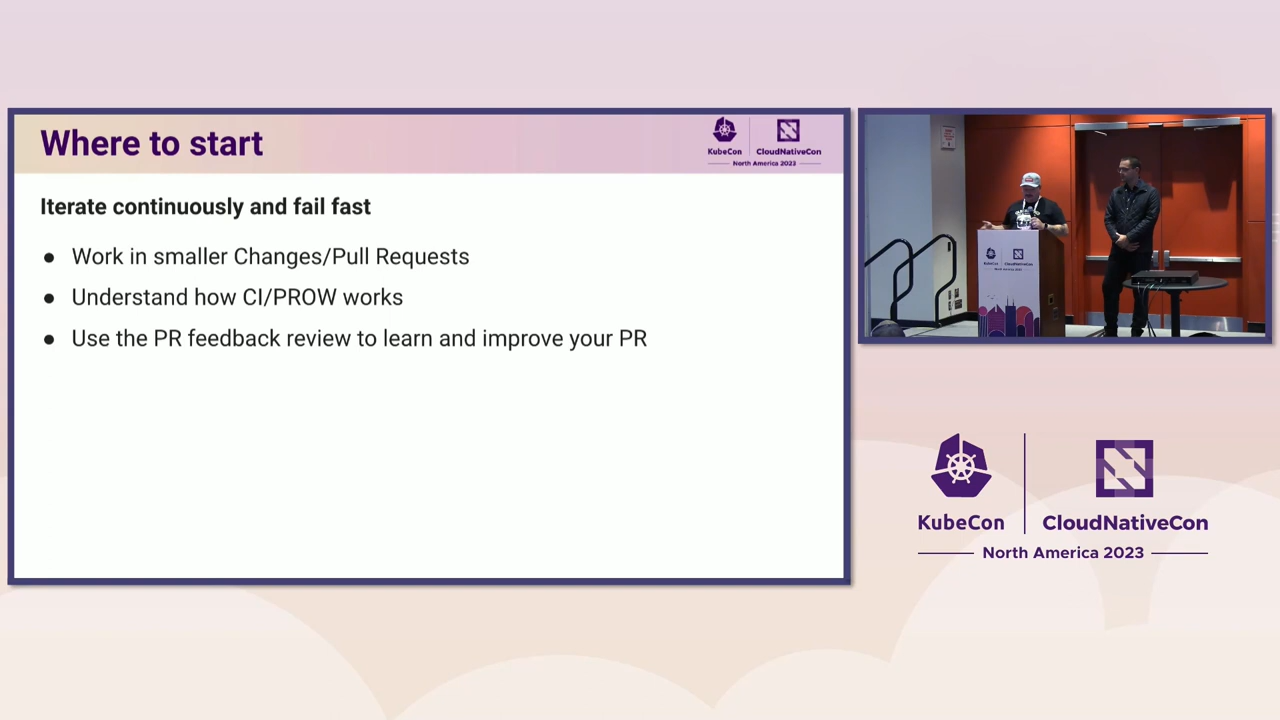 Where to start
KubeCon
CloudNativeCon
North America 2023
Iterate continuously and fail fast
● Work in smaller Changes/Pull Requests
● Understand how CI/PROW works
● Use the PR feedback review to learn and improve your PR
KubeCon
CloudNativeCon
North America 2023